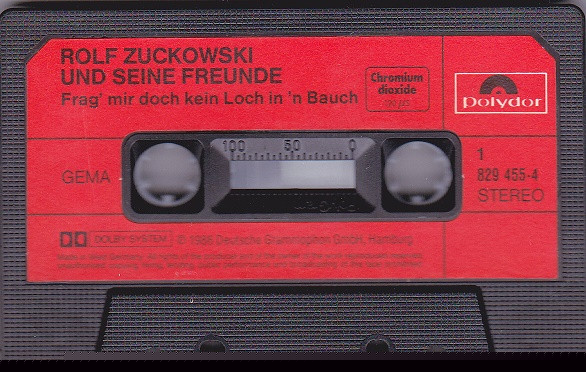 ROLF ZUCKOWSKI
UND SEINE FREUNDE
Frag' mir doch kein Loch in 'n Bauch
Chromium
dioxide
polydor
100 50 0
GEMA
1
829 455-4
STEREO
DOLBY SYSTEM
℗ 1986 Deutsche Grammophon GmbH, Hamburg